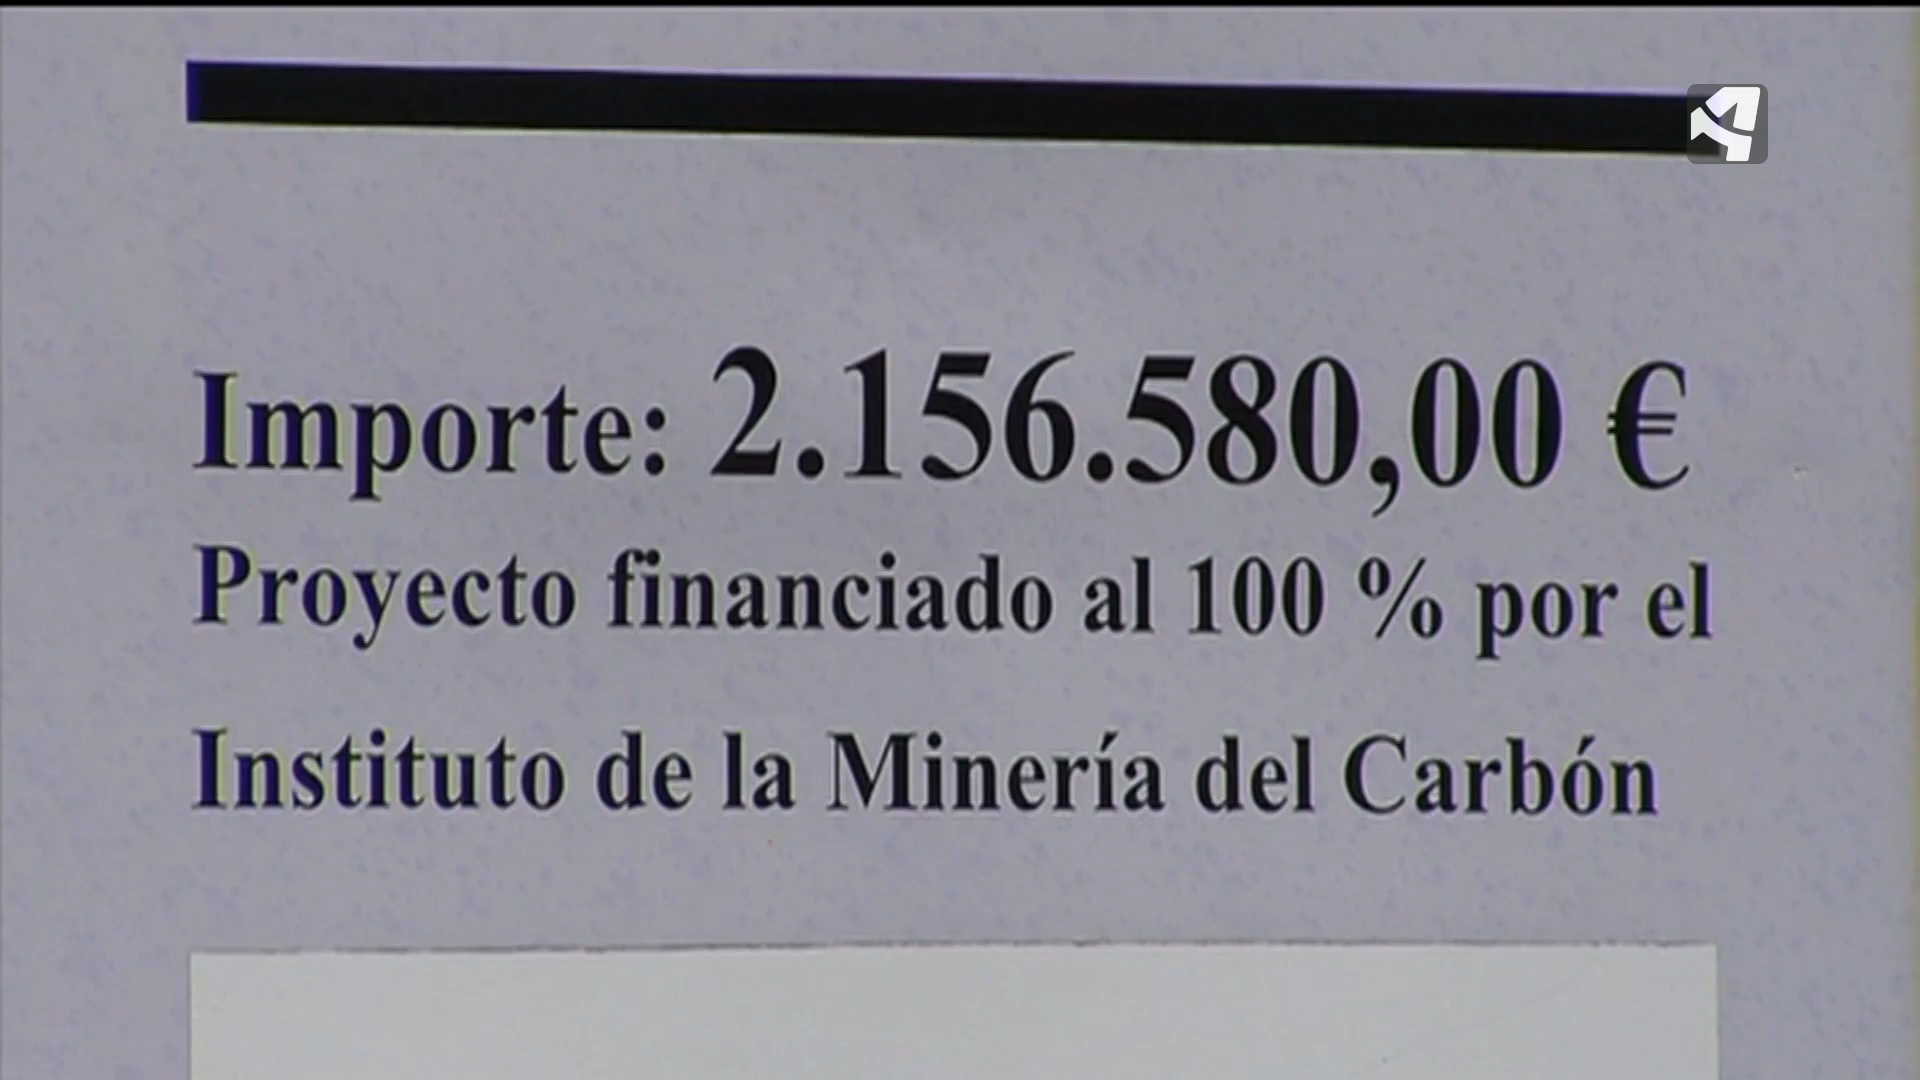 Importe: 2.156.580,00 €
Proyecto financiado al 100 % por el
Instituto de la Minería del Carbón